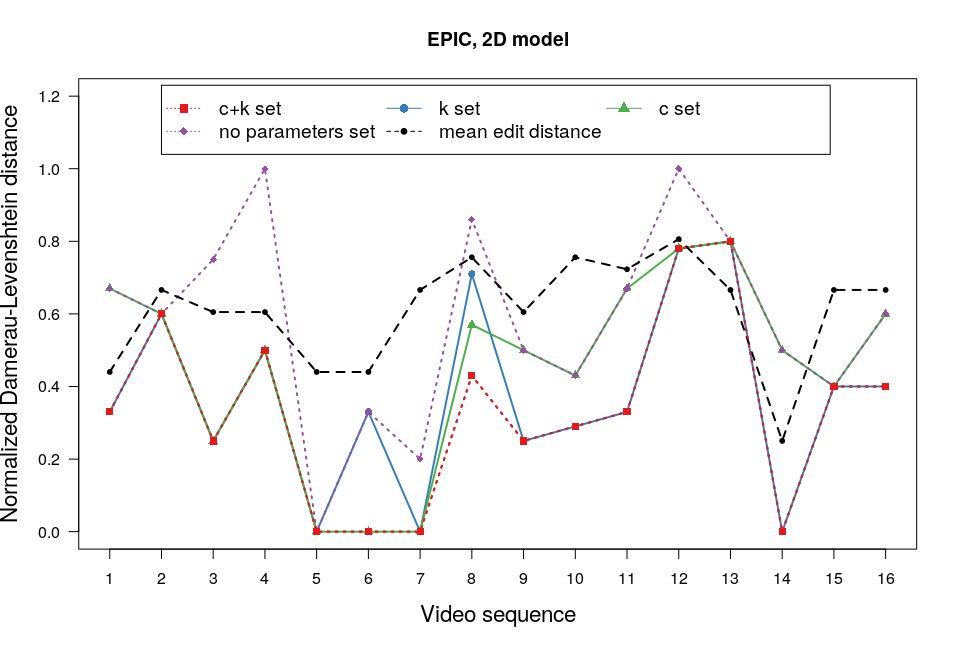 EPIC, 2D model
c+k set
k set
c set
no parameters set
mean edit distance
Normalized Damerau-Levenshtein distance
1.2
1.0
0.8
0.6
0.4
0.2
0.0
1 2 3 4 5 6 7 8 9 10 11 12 13 14 15 16
Video sequence